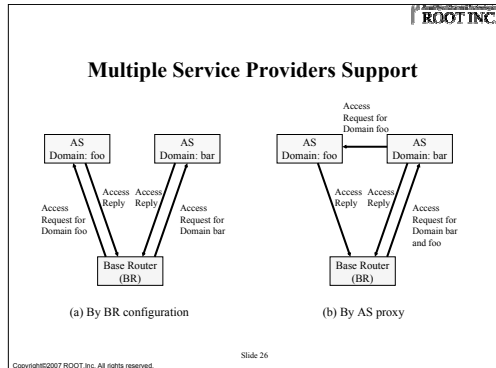 ROOT INC.
Multiple Service Providers Support
AS
Domain: foo
AS
Domain: bar
Access
Request for
Domain foo
Access
Reply
Access
Reply
Access
Request for
Domain bar
Base Router
(BR)
(a) By BR configuration
Access
Request for
Domain foo
AS
Domain: foo
AS
Domain: bar
Access
Reply
Access
Reply
Access
Request for
Domain bar
and foo
Base Router
(BR)
(b) By AS proxy
Slide 26
Copyright©2007 ROOT,Inc. All rights reserved.